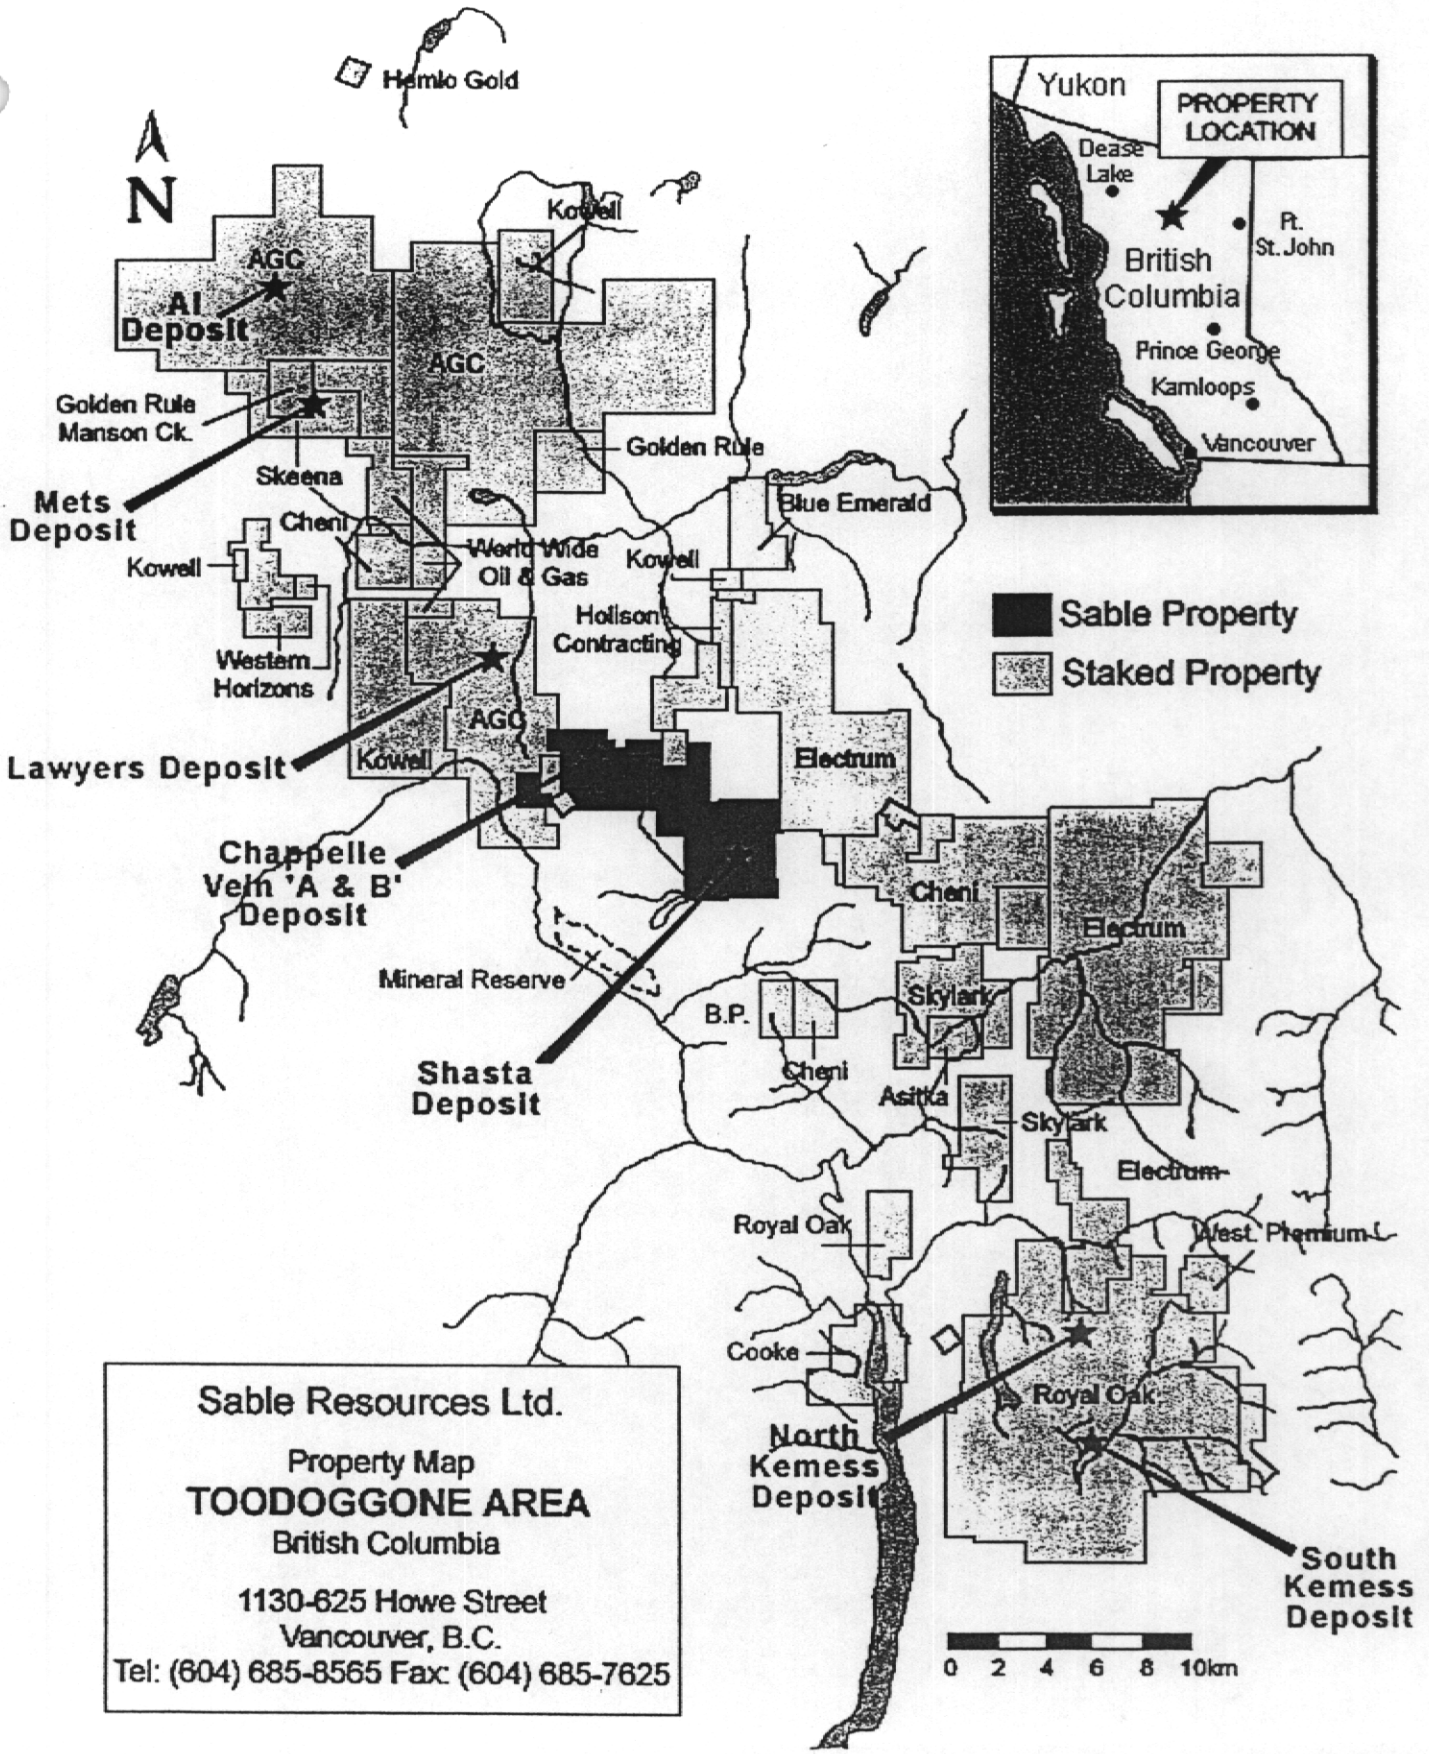 Hemlo Gold
N
Kowell
AGC
Al
Deposit
AGC
Golden Rule
Manson Ck.
Golden Rule
Skeena
Mets
Deposit
Cheni
Kowell
World Wide
Oil & Gas
Blue Emerald
Kowell
Holison
Contracting
Western
Horizons
AGC
Kowell
Lawyers Deposit
Electrum
Chappelle
Vein 'A & B'
Deposit
Cheni
Electrum
Mineral Reserve
Skylark
B.P.
Cheni
Asitka
Shasta
Deposit
Skylark
Electrum
Royal Oak
West. Premium
Cooke
Royal Oak
North
Kemess
Deposit
South
Kemess
Deposit
Yukon
PROPERTY
LOCATION
Dease
Lake
Ft.
St. John
British
Columbia
Prince George
Kamloops
Vancouver
Sable Property
Staked Property
Sable Resources Ltd.
Property Map
TOODOGGONE AREA
British Columbia
1130-625 Howe Street
Vancouver, B.C.
Tel: (604) 685-8565 Fax: (604) 685-7625
0 2 4 6 8 10km